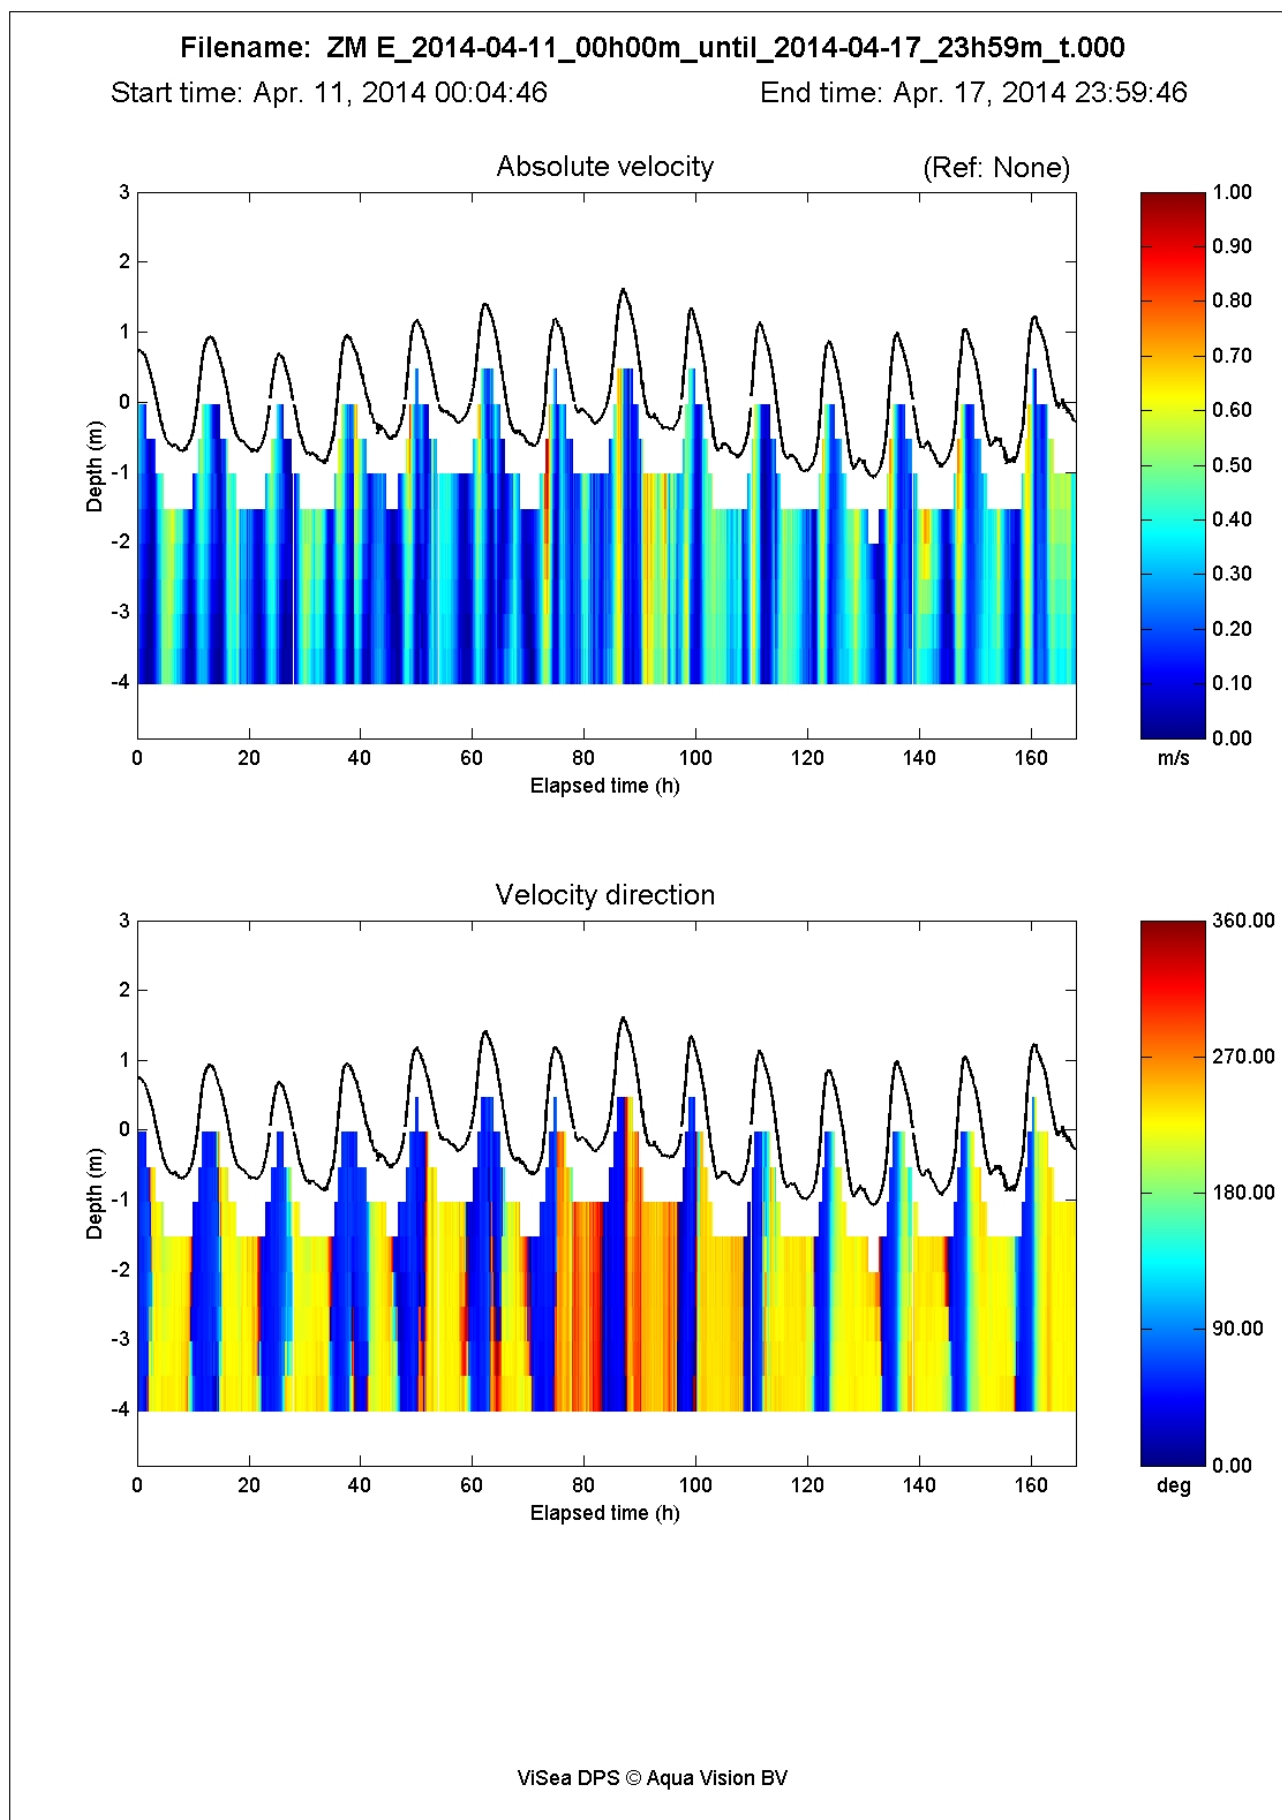 Filename: ZM E_2014-04-11_00h00m_until_2014-04-17_23h59m_t.000
Start time: Apr. 11, 2014 00:04:46 End time: Apr. 17, 2014 23:59:46
Absolute velocity (Ref: None)
3
2
1
0
-1
-2
-3
-4
Depth (m)
0 20 40 60 80 100 120 140 160
Elapsed time (h)
1.00
0.90
0.80
0.70
0.60
0.50
0.40
0.30
0.20
0.10
0.00
m/s
Velocity direction
3
2
1
0
-1
-2
-3
-4
Depth (m)
0 20 40 60 80 100 120 140 160
Elapsed time (h)
360.00
270.00
180.00
90.00
0.00
deg
ViSea DPS © Aqua Vision BV